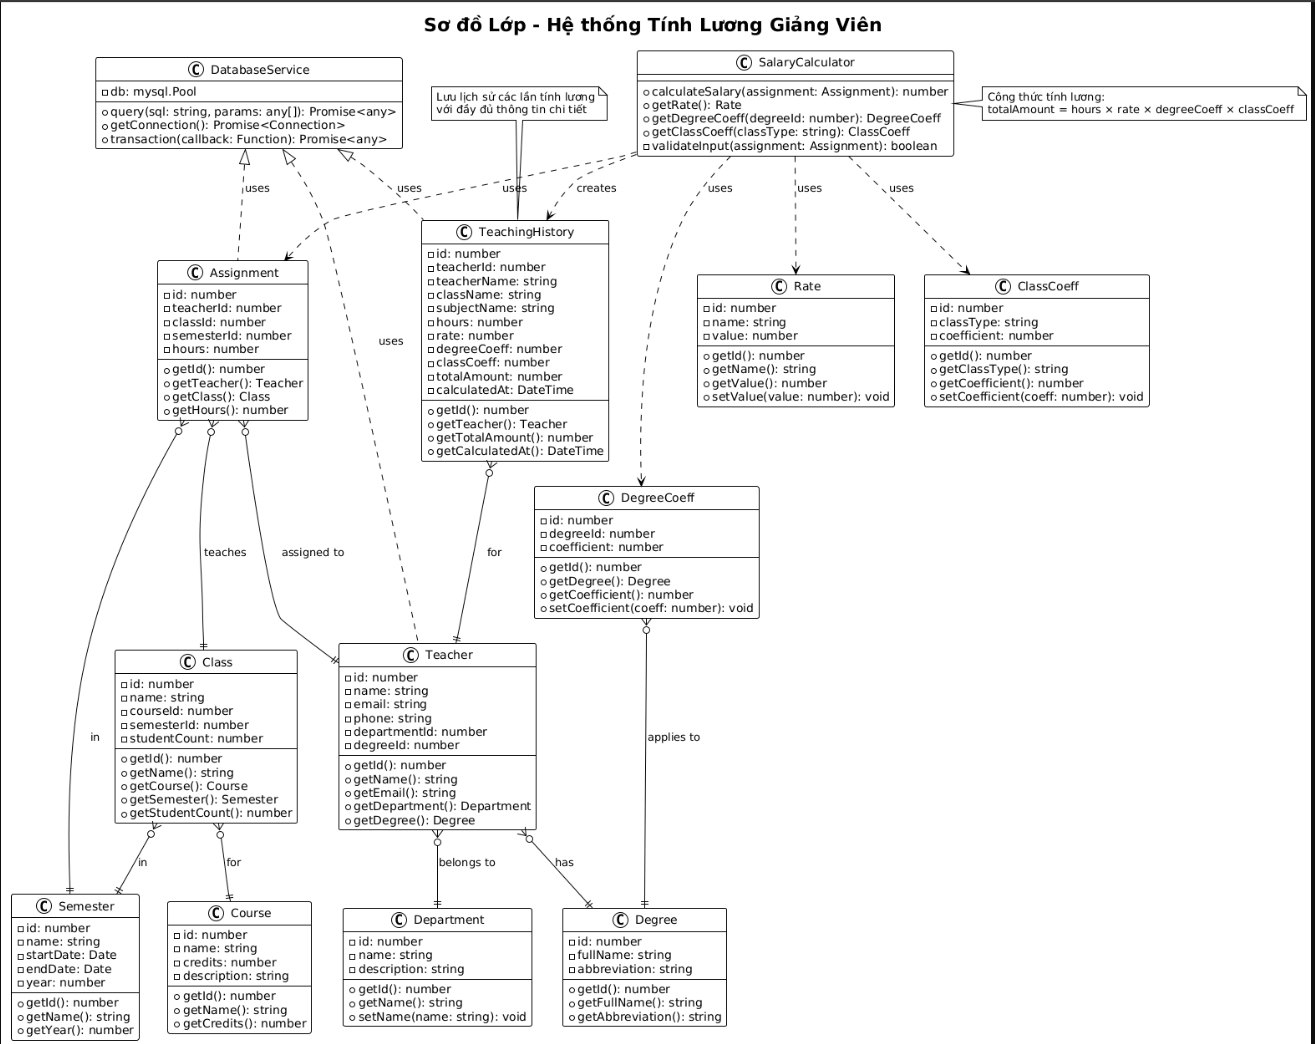 Sơ đồ Lớp - Hệ thống Tính Lương Giảng Viên
C DatabaseService
db: mysql.Pool
query(sql: string, params: any[]): Promise<any>
getConnection(): Promise<Connection>
transaction(callback: Function): Promise<any>
Lưu lịch sử các lần tính lương
với đầy đủ thông tin chi tiết
C SalaryCalculator
calculateSalary(assignment: Assignment): number
getRate(): Rate
getDegreeCoeff(degreeId: number): DegreeCoeff
getClassCoeff(classType: string): ClassCoeff
validateInput(assignment: Assignment): boolean
Công thức tính lương:
totalAmount = hours × rate × degreeCoeff × classCoeff
uses
uses
uses
creates
uses
uses
uses
C Assignment
id: number
teacherId: number
classId: number
semesterId: number
hours: number
getId(): number
getTeacher(): Teacher
getClass(): Class
getHours(): number
uses
C TeachingHistory
id: number
teacherId: number
teacherName: string
className: string
subjectName: string
hours: number
rate: number
degreeCoeff: number
classCoeff: number
totalAmount: number
calculatedAt: DateTime
getId(): number
getTeacher(): Teacher
getTotalAmount(): number
getCalculatedAt(): DateTime
C Rate
id: number
name: string
value: number
getId(): number
getName(): string
getValue(): number
setValue(value: number): void
C ClassCoeff
id: number
classType: string
coefficient: number
getId(): number
getClassType(): string
getCoefficient(): number
setCoefficient(coeff: number): void
teaches
assigned to
for
C DegreeCoeff
id: number
degreeId: number
coefficient: number
getId(): number
getDegree(): Degree
getCoefficient(): number
setCoefficient(coeff: number): void
in
C Class
id: number
name: string
courseId: number
semesterId: number
studentCount: number
getId(): number
getName(): string
getCourse(): Course
getSemester(): Semester
getStudentCount(): number
C Teacher
id: number
name: string
email: string
phone: string
departmentId: number
degreeId: number
getId(): number
getName(): string
getEmail(): string
getDepartment(): Department
getDegree(): Degree
applies to
in
for
belongs to
has
C Semester
id: number
name: string
startDate: Date
endDate: Date
year: number
getId(): number
getName(): string
getYear(): number
C Course
id: number
name: string
credits: number
description: string
getId(): number
getName(): string
getCredits(): number
C Department
id: number
name: string
description: string
getId(): number
getName(): string
setName(name: string): void
C Degree
id: number
fullName: string
abbreviation: string
getId(): number
getFullName(): string
getAbbreviation(): string